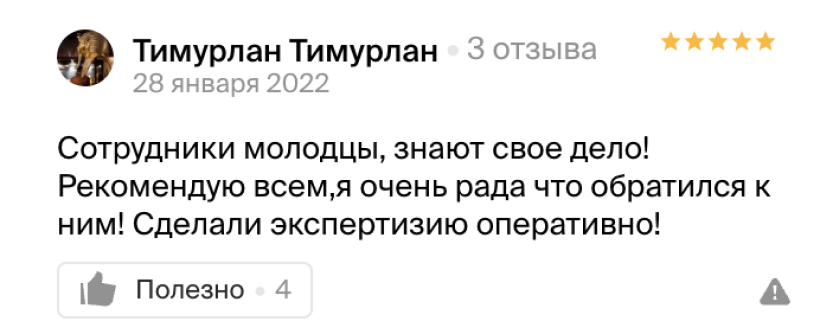 Тимурлан Тимурлан • 3 отзыва
28 января 2022
Сотрудники молодцы, знают свое дело!
Рекомендую всем,я очень рада что обратился к
ним! Сделали экспертизию оперативно!
Полезно • 4